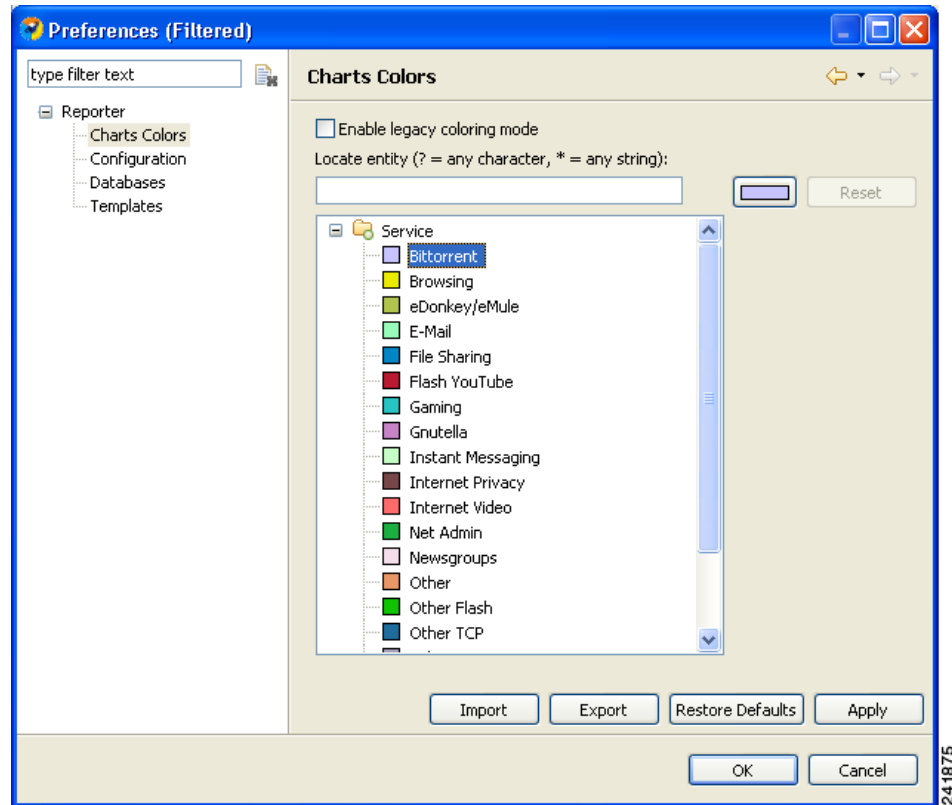 Preferences (Filtered)
type filter text
Reporter
Charts Colors
Configuration
Databases
Templates
Charts Colors
Enable legacy coloring mode
Locate entity (? = any character, * = any string):
Reset
Service
Bittorrent
Browsing
eDonkey/eMule
E-Mail
File Sharing
Flash YouTube
Gaming
Gnutella
Instant Messaging
Internet Privacy
Internet Video
Net Admin
Newsgroups
Other
Other Flash
Other TCP
Import Export Restore Defaults Apply
OK Cancel
241875